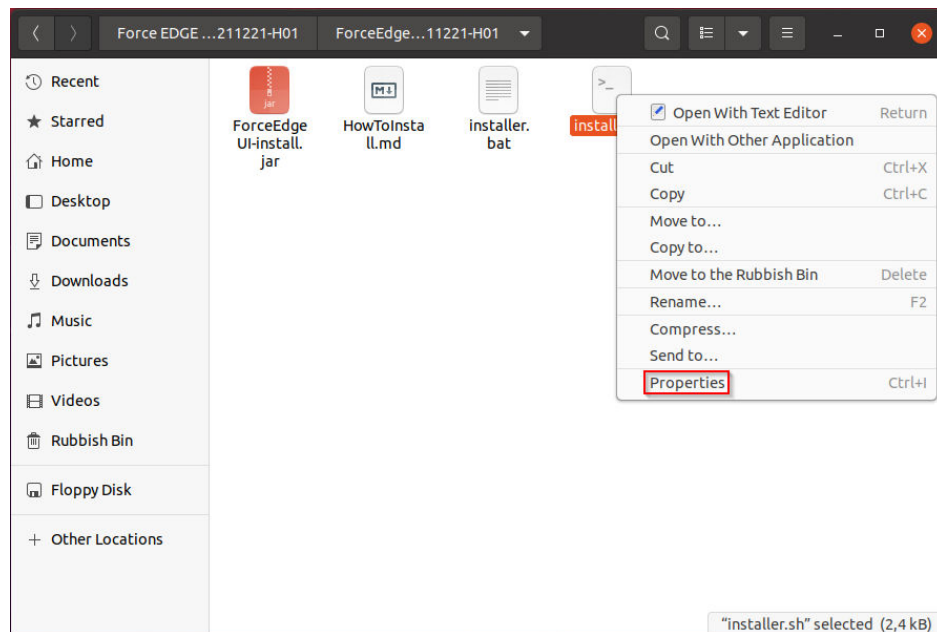 Force EDGE ...211221-H01
ForceEdge...11221-H01
Recent
Starred
Home
Desktop
Documents
Downloads
Music
Pictures
Videos
Rubbish Bin
Floppy Disk
+ Other Locations
jar
ForceEdge
UI-install.
jar
M↓
HowToInsta
ll.md
installer.
bat
>_
install
Open With Text Editor Return
Open With Other Application
Cut Ctrl+X
Copy Ctrl+C
Move to...
Copy to...
Move to the Rubbish Bin Delete
Rename... F2
Compress...
Send to...
Properties Ctrl+I
"installer.sh" selected (2,4 kB)